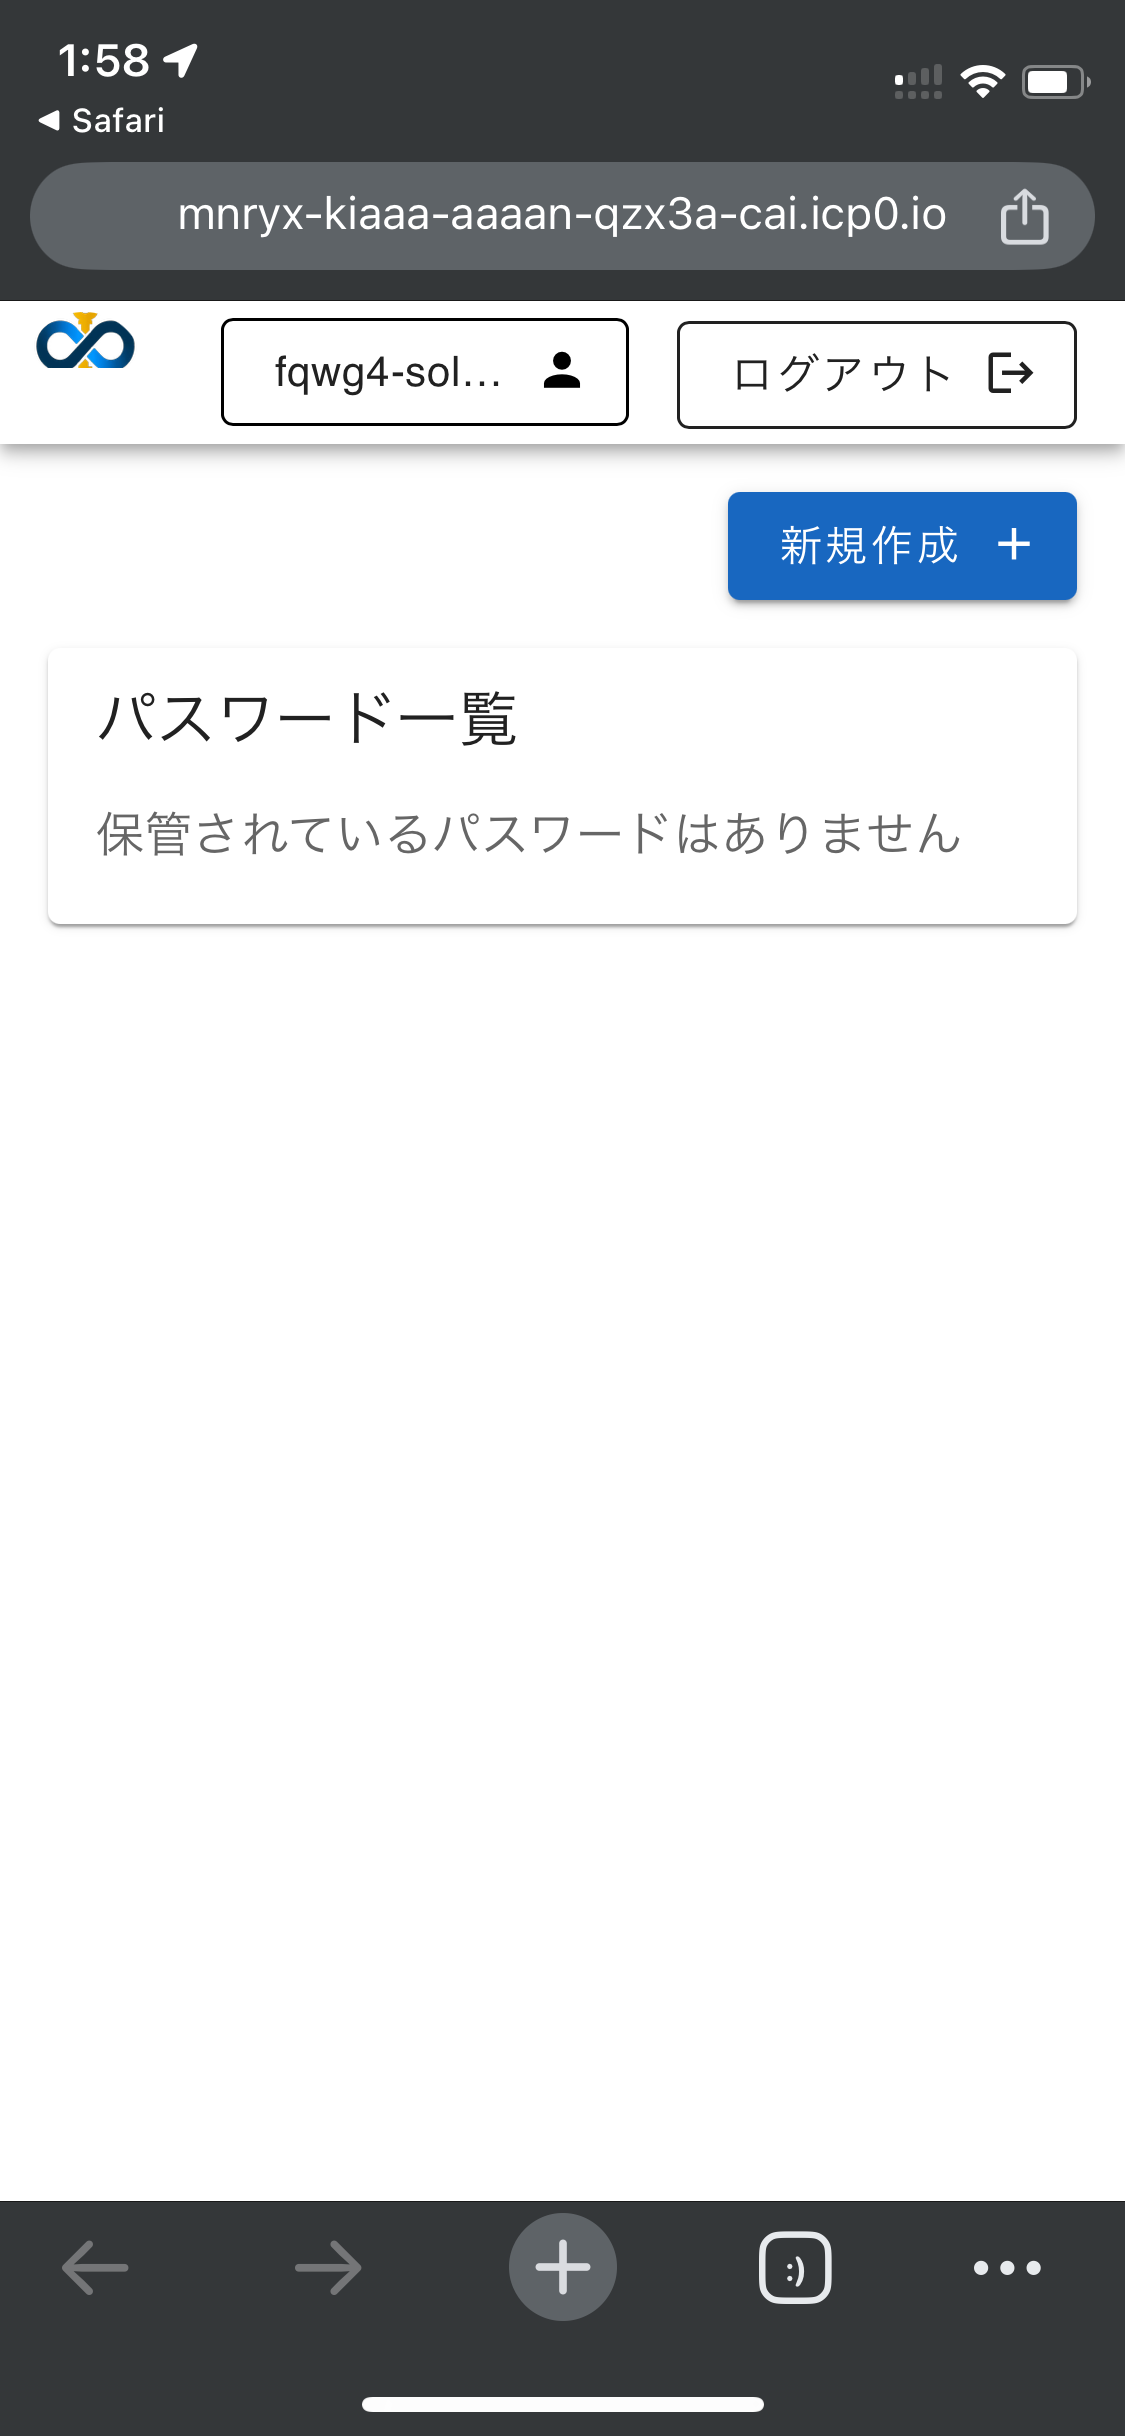 1:58
Safari
mnryx-kiaaa-aaaan-qzx3a-cai.icp0.io
fqwg4-sol...
ログアウト
新規作成
パスワード一覧
保管されているパスワードはありません
:)